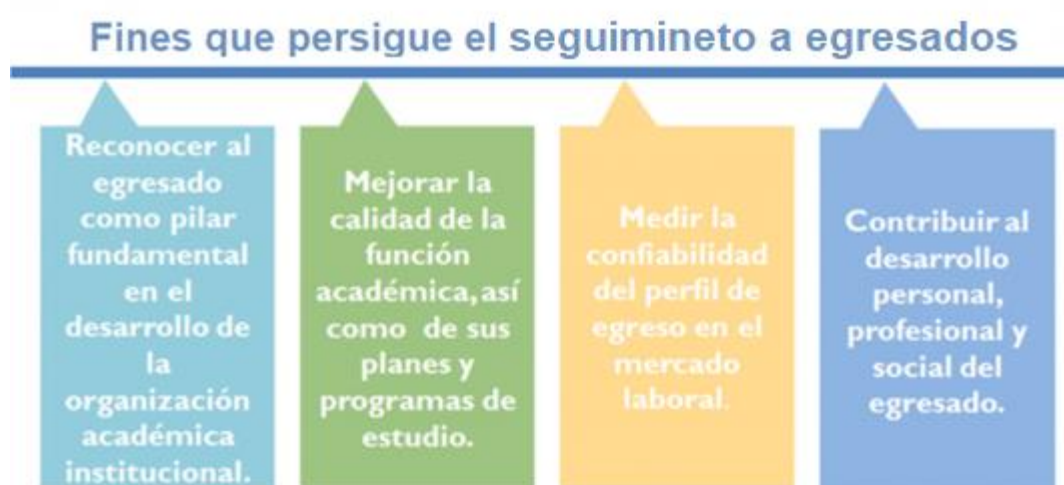 Fines que persigue el seguimineto a egresados
Reconocer al
egresado
como pilar
fundamental
en el
desarrollo de
la
organización
académica
institucional.
Mejorar la
calidad de la
función
académica, así
como de sus
planes y
programas de
estudio.
Medir la
confiabilidad
del perfil de
egreso en el
mercado
laboral.
Contribuir al
desarrollo
personal,
profesional y
social del
egresado.